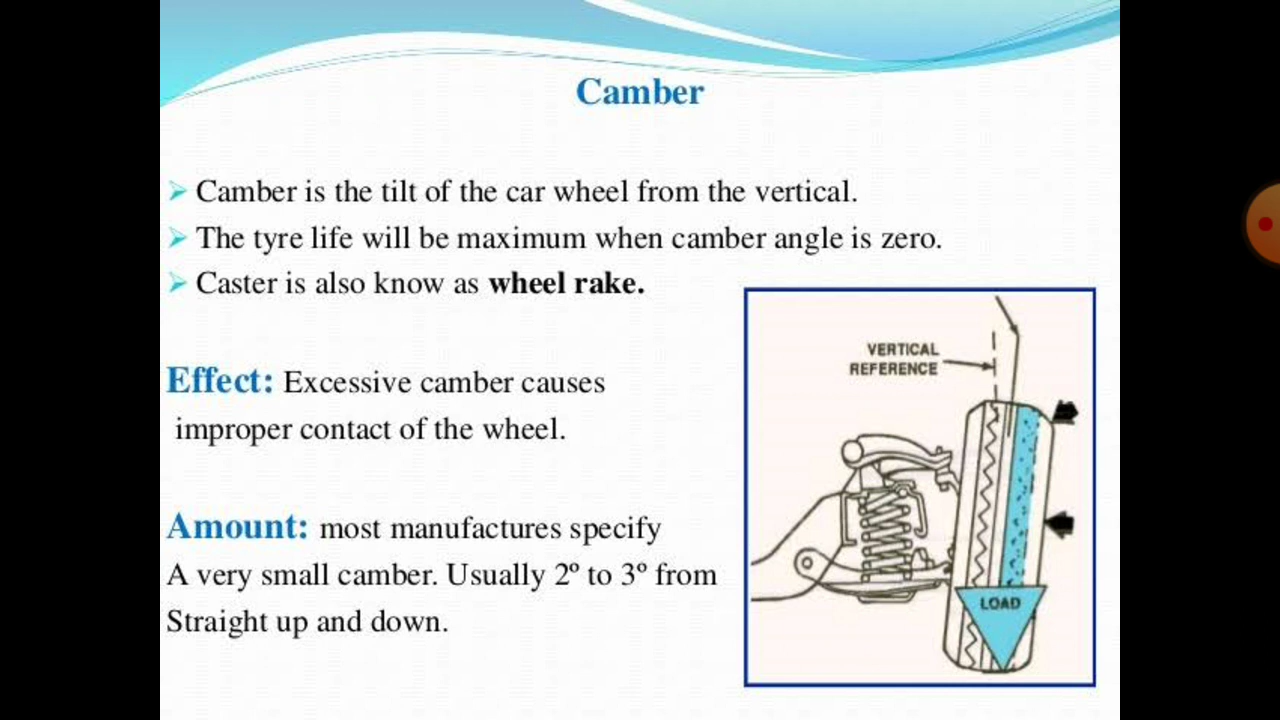 Camber
Camber is the tilt of the car wheel from the vertical.
The tyre life will be maximum when camber angle is zero.
Caster is also know as wheel rake.
Effect: Excessive camber causes
improper contact of the wheel.
Amount: most manufactures specify
A very small camber. Usually 2º to 3º from
Straight up and down.
VERTICAL
REFERENCE
LOAD